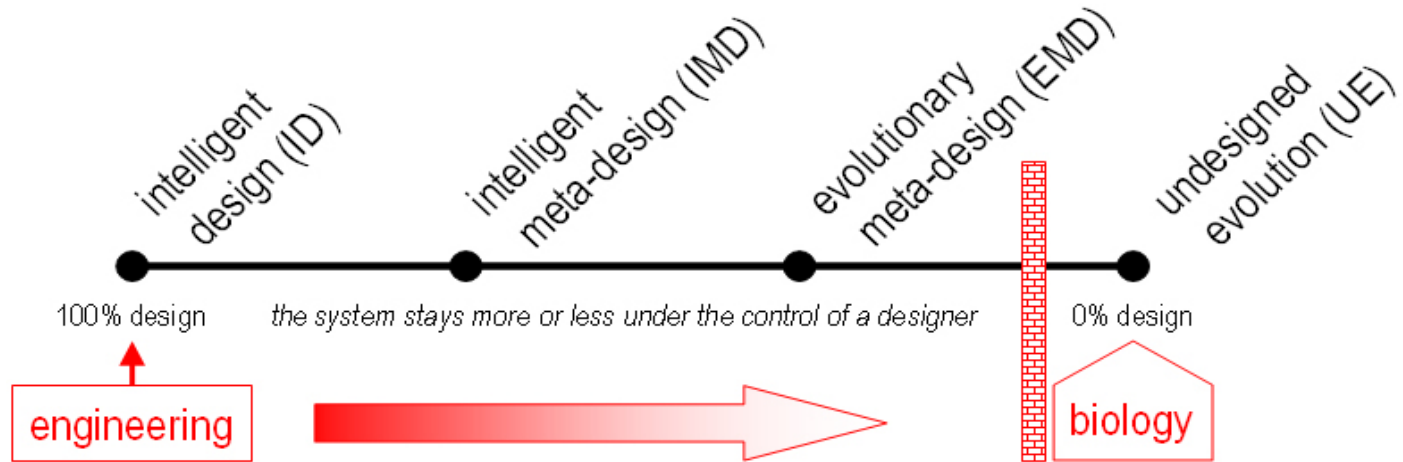 intelligent
design (ID)
intelligent
meta-design (IMD)
evolutionary
meta-design (EMD)
undesigned
evolution (UE)
100% design
the system stays more or less under the control of a designer
0% design
engineering
biology